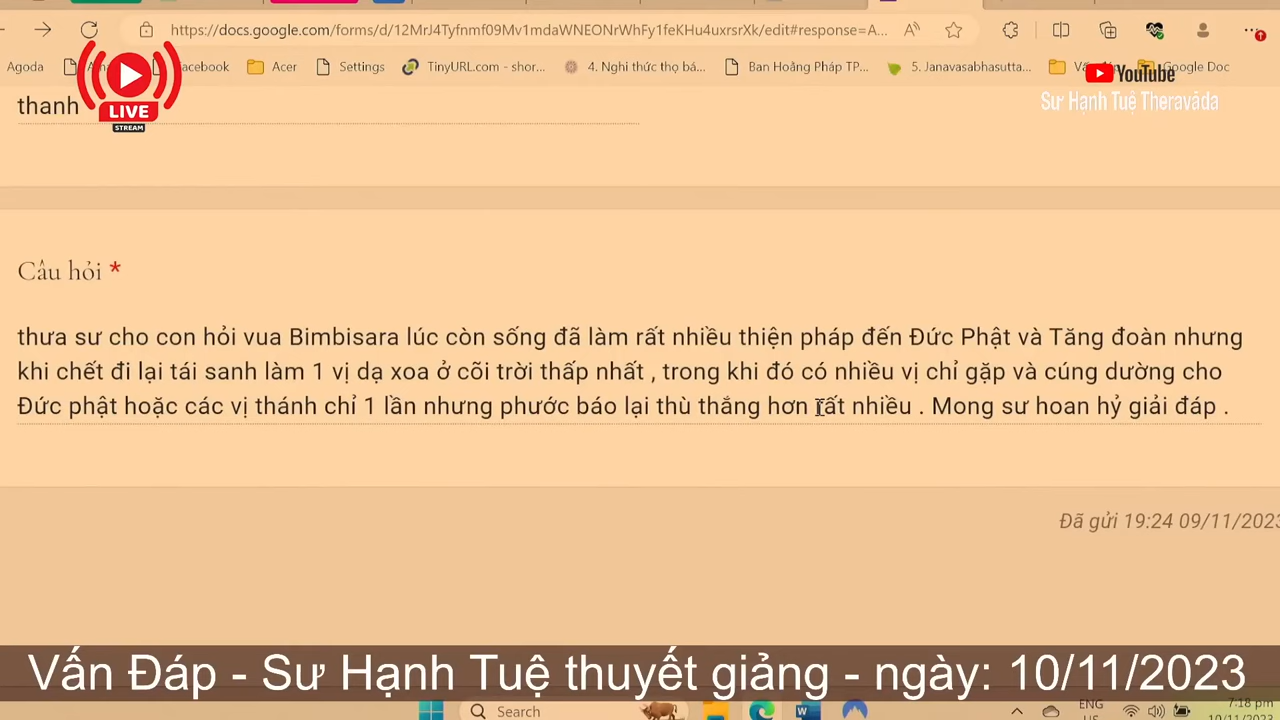 https://docs.google.com/forms/d/12MrJ4Tyfnmf09Mv1mdaWNEONrWhFy1feKHu4uxrsrXk/edit#response=A...
Agoda
acebook
Acer
Settings
TinyURL.com - shor...
4. Nghi thức thọ bá...
Ban Hoằng Pháp TP...
5. Janavasabhasutta...
Google Doc
LIVE
STREAM
YouTube
Sư Hạnh Tuệ Theravāda
thanh
Câu hỏi *
thưa sư cho con hỏi vua Bimbisara lúc còn sống đã làm rất nhiều thiện pháp đến Đức Phật và Tăng đoàn nhưng
khi chết đi lại tái sanh làm 1 vị dạ xoa ở cõi trời thấp nhất , trong khi đó có nhiều vị chỉ gặp và cúng dường cho
Đức phật hoặc các vị thánh chỉ 1 lần nhưng phước báo lại thù thắng hơn rất nhiều . Mong sư hoan hỷ giải đáp .
Đã gửi 19:24 09/11/2023
Vấn Đáp - Sư Hạnh Tuệ thuyết giảng - ngày: 10/11/2023
Search
ENG
7:18 pm
10/11/2023